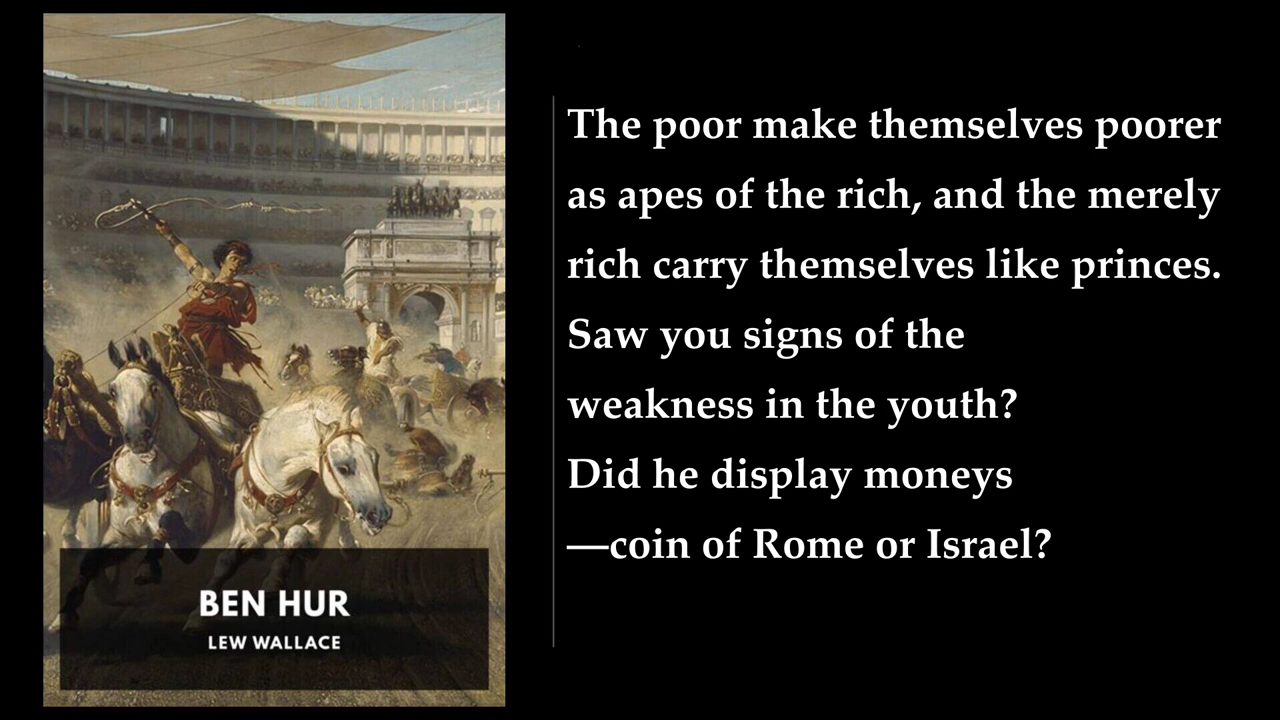 BEN HUR
LEW WALLACE
The poor make themselves poorer
as apes of the rich, and the merely
rich carry themselves like princes.
Saw you signs of the
weakness in the youth?
Did he display moneys
—coin of Rome or Israel?